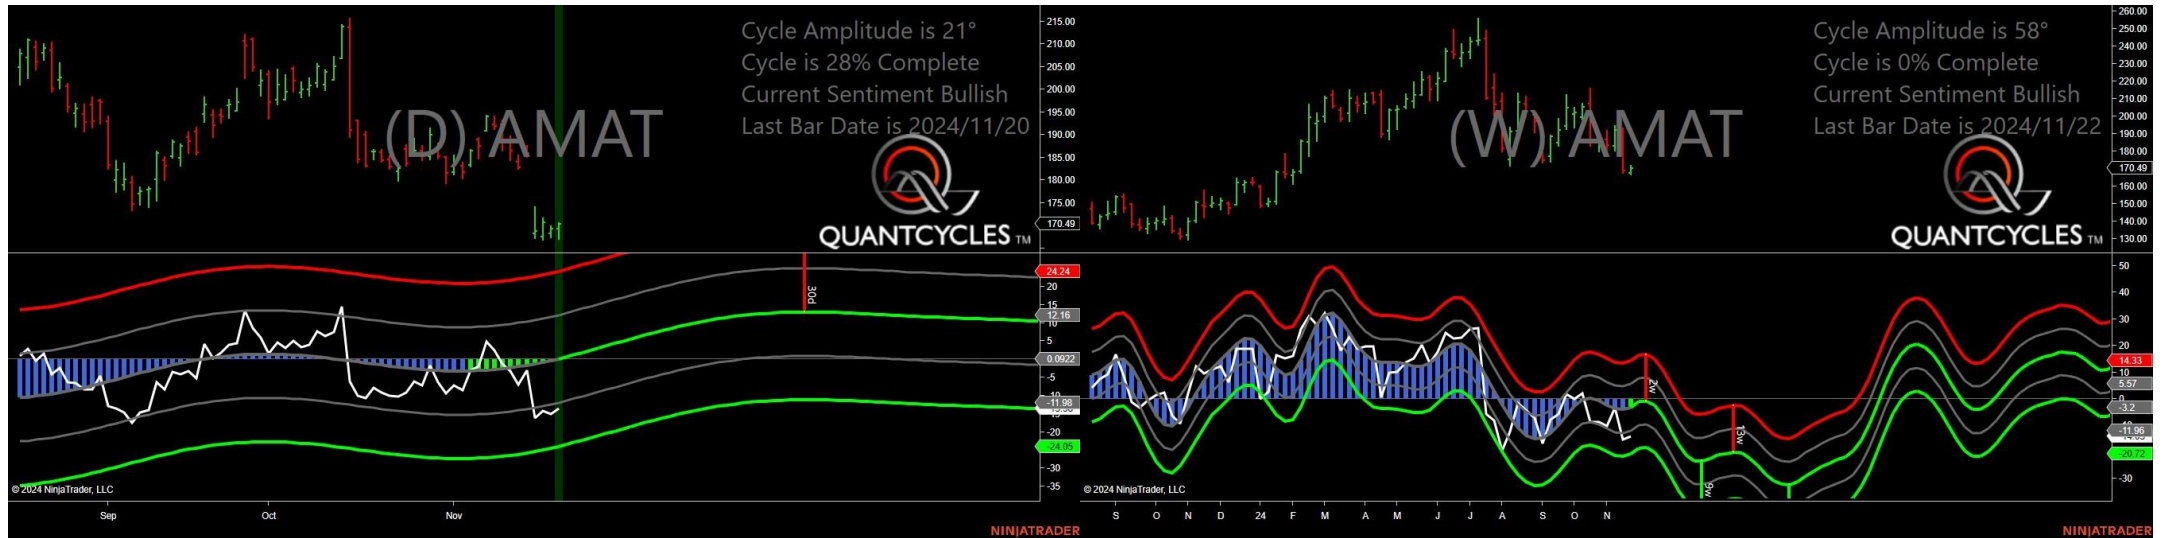 Cycle Amplitude is 21°
Cycle is 28% Complete
Current Sentiment Bullish
Last Bar Date is 2024/11/20
(D) AMAT
QUANTCYCLES TM
215.00
210.00
205.00
200.00
195.00
190.00
185.00
180.00
175.00
170.49
30d
24.24
20
15
12.16
10
5
0.0922
-5
-10
-11.98
-20
-24.05
-30
-35
© 2024 NinjaTrader, LLC
Sep Oct Nov
NINJATRADER
Cycle Amplitude is 58°
Cycle is 0% Complete
Current Sentiment Bullish
Last Bar Date is 2024/11/22
(W) AMAT
QUANTCYCLES TM
260.00
250.00
240.00
230.00
220.00
210.00
200.00
190.00
180.00
170.49
160.00
150.00
140.00
130.00
2w
13w
9w
50
40
30
20
14.33
10
5.57
0
-3.2
-11.96
-20.72
-30
© 2024 NinjaTrader, LLC
S O N D 24 F M A M J J A S O N
NINJATRADER